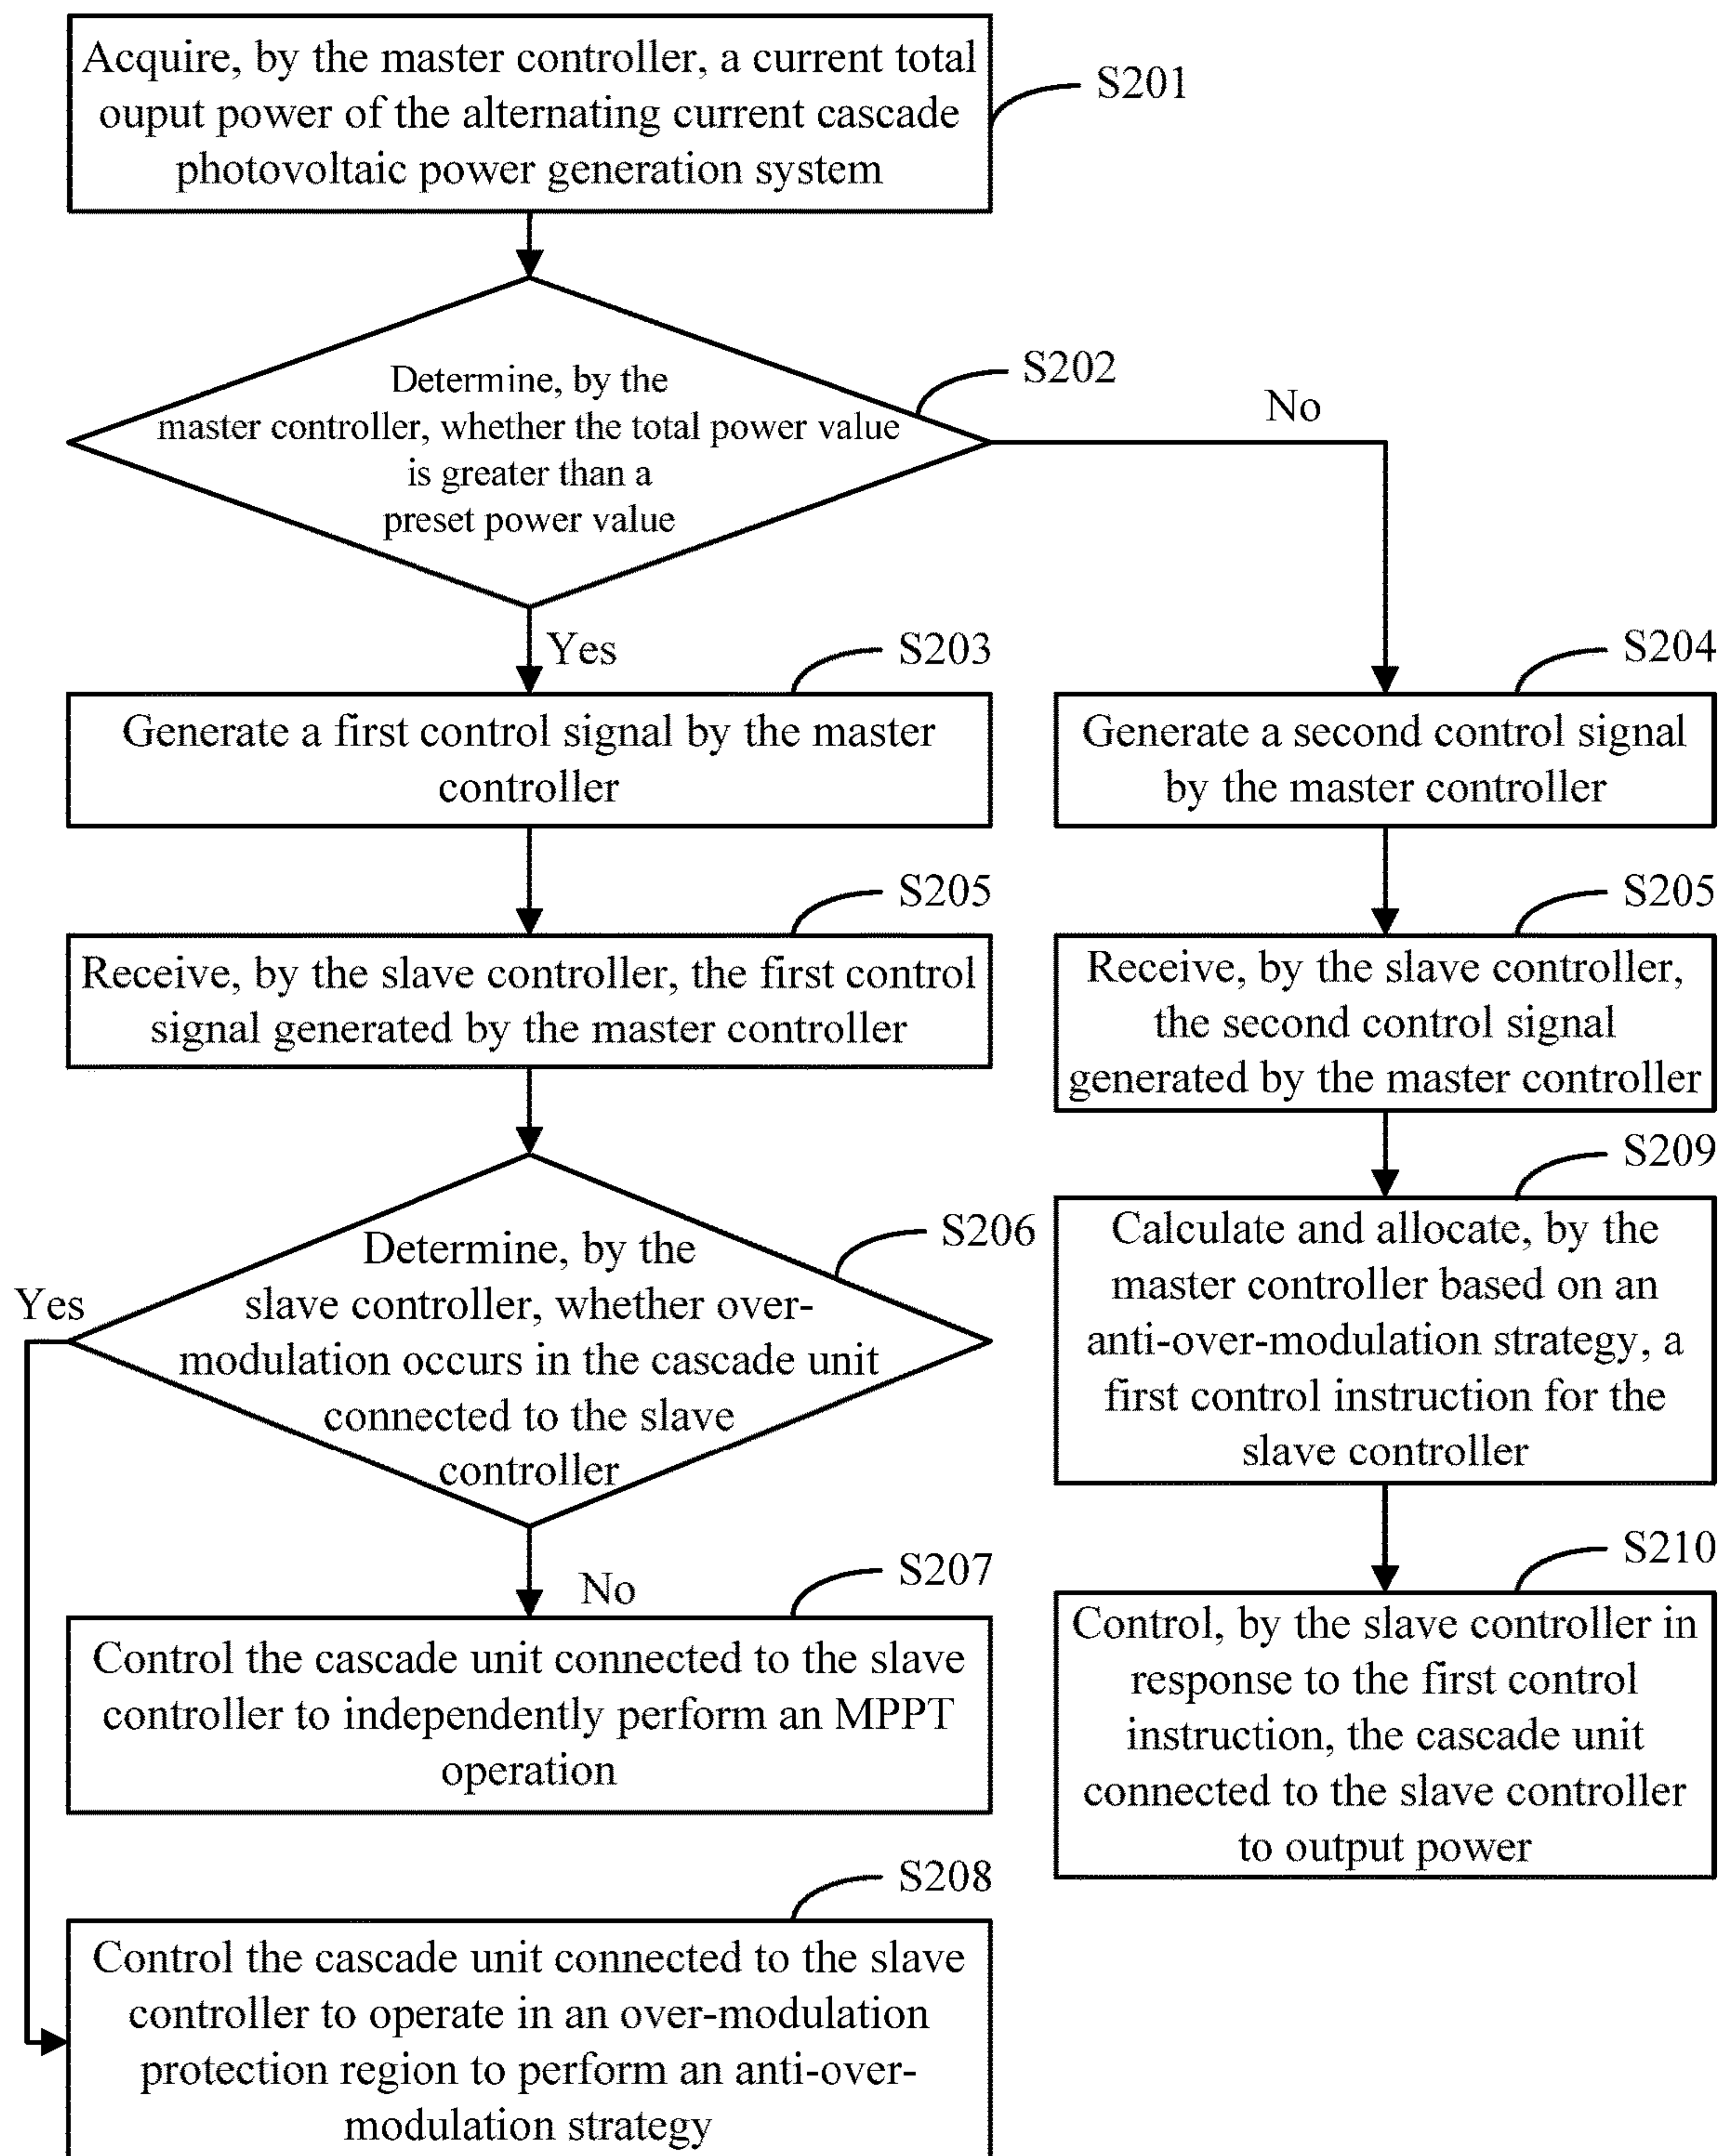 Acquire, by the master controller, a current total
ouput power of the alternating current cascade
photovoltaic power generation system
S201
Determine, by the
master controller, whether the total power value
is greater than a
preset power value
S202
No
Yes
S203
Generate a first control signal by the master
controller
S204
Generate a second control signal
by the master controller
S205
Receive, by the slave controller, the first control
signal generated by the master controller
S205
Receive, by the slave controller,
the second control signal
generated by the master controller
S206
Determine, by the
slave controller, whether over-
modulation occurs in the cascade unit
connected to the slave
controller
Yes
No
S209
Calculate and allocate, by the
master controller based on an
anti-over-modulation strategy, a
first control instruction for the
slave controller
S207
Control the cascade unit connected to the slave
controller to independently perform an MPPT
operation
S210
Control, by the slave controller in
response to the first control
instruction, the cascade unit
connected to the slave controller
to output power
S208
Control the cascade unit connected to the slave
controller to operate in an over-modulation
protection region to perform an anti-over-
modulation strategy